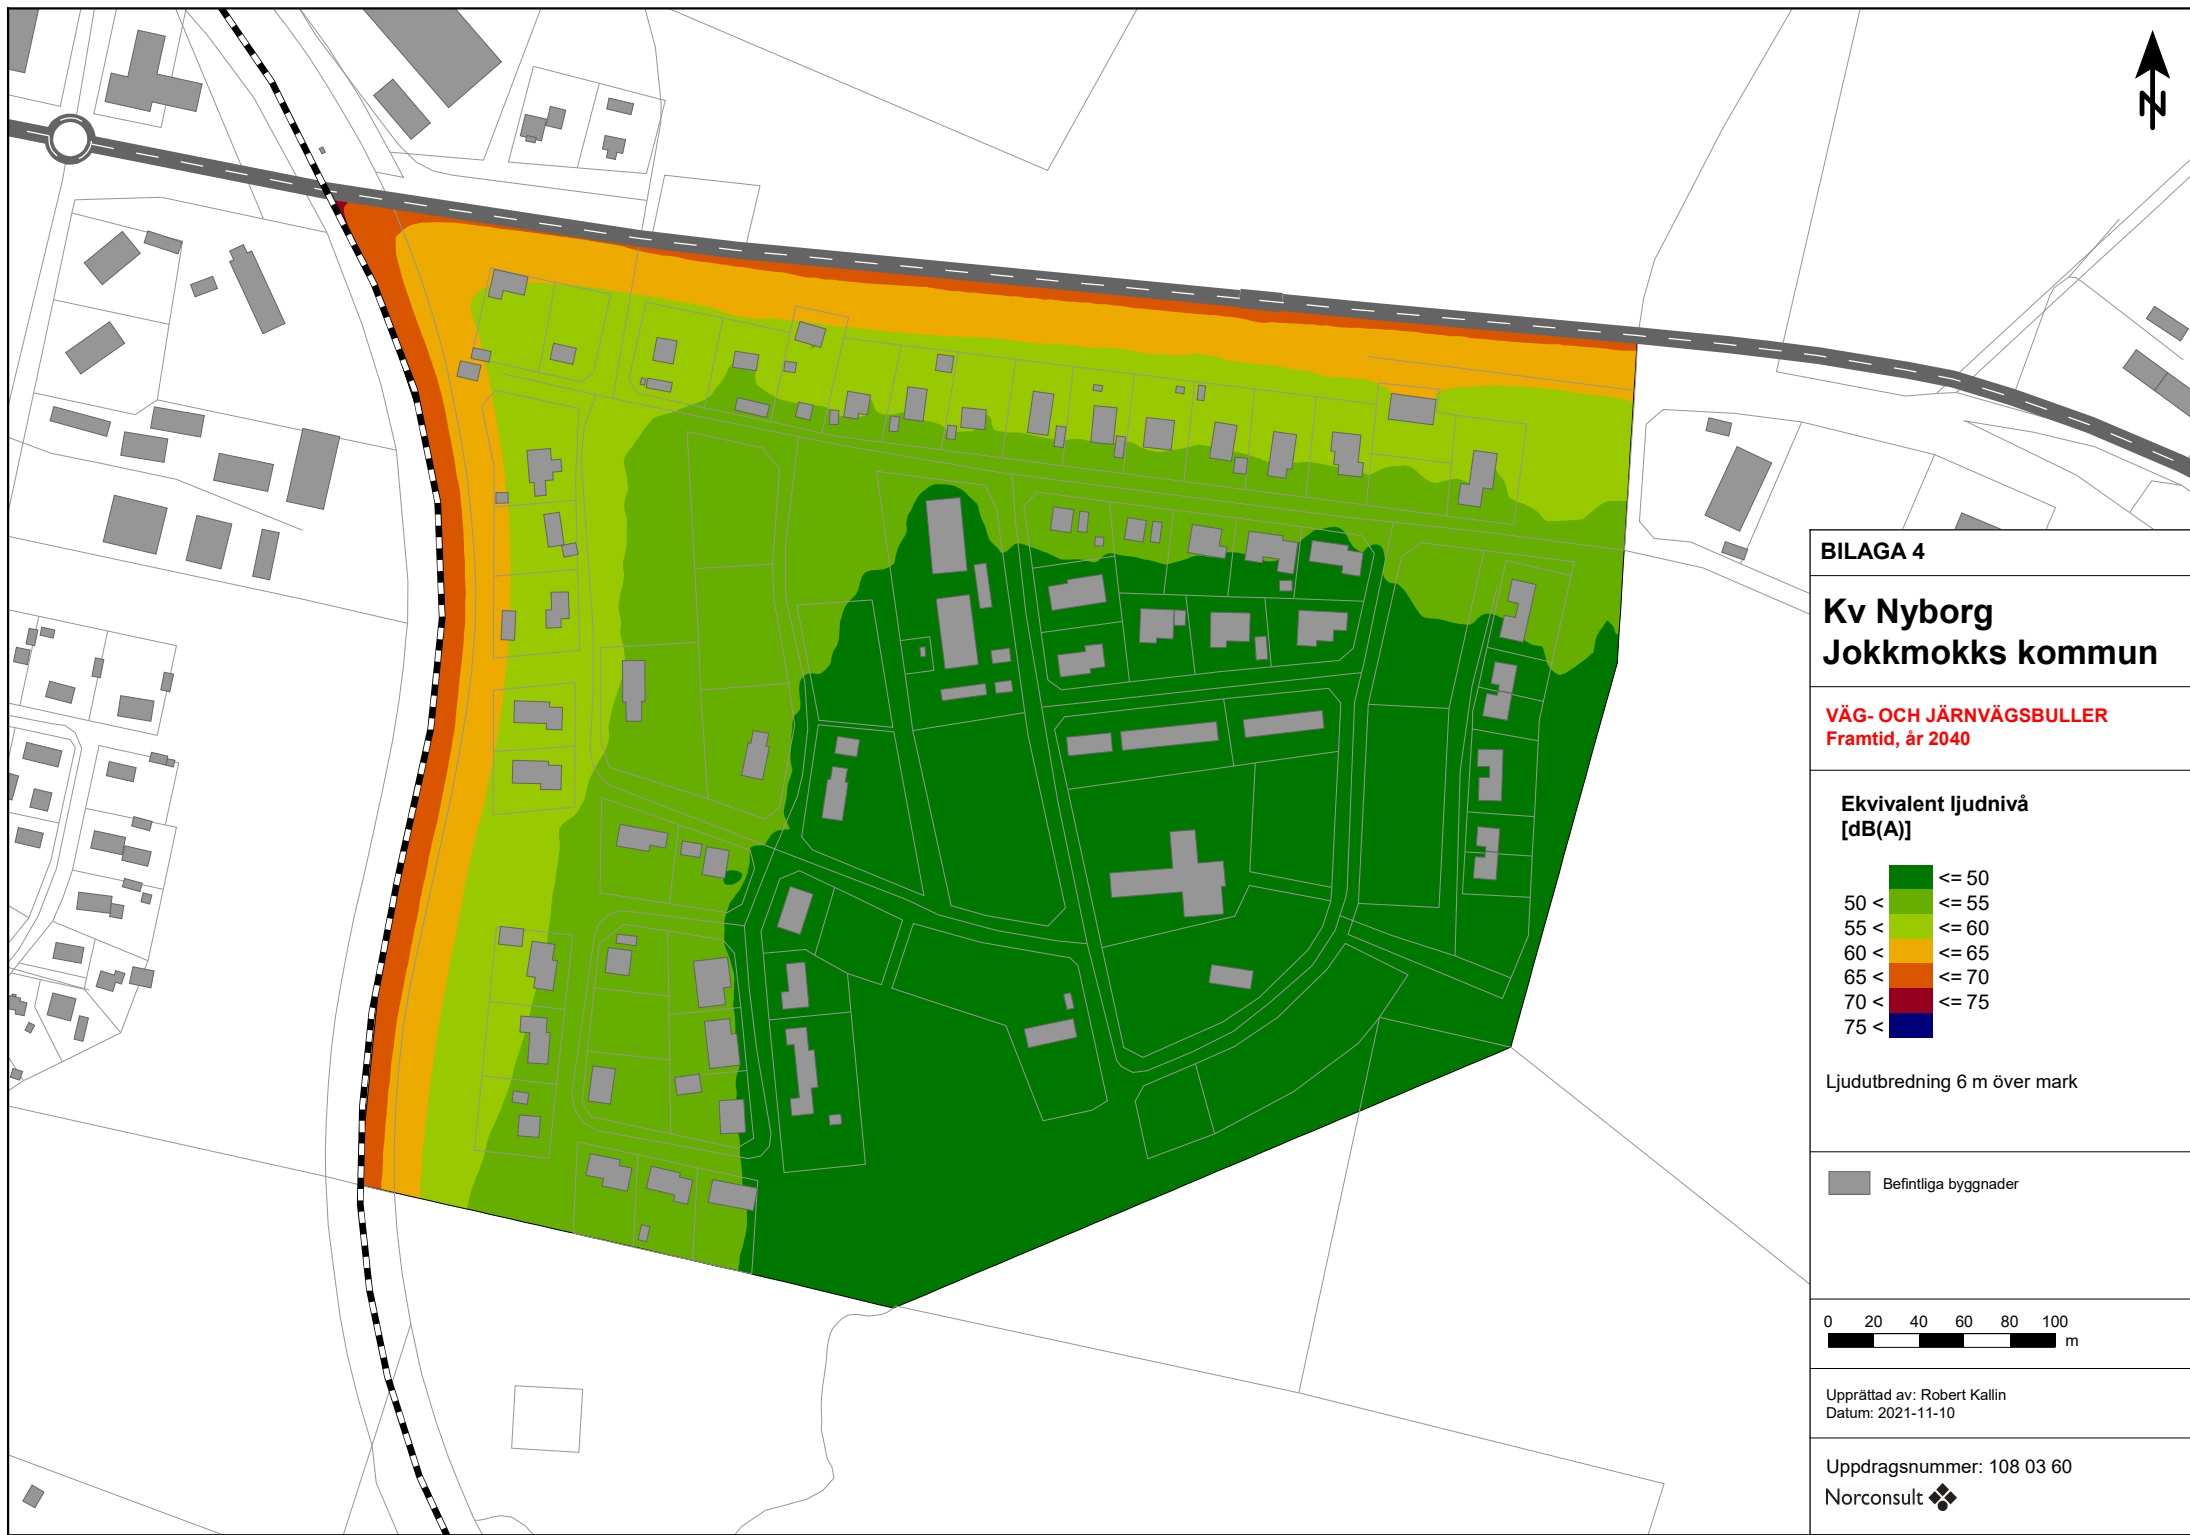 N
BILAGA 4
Kv Nyborg
Jokkmokks kommun
VÄG- OCH JÄRNVÄGSBULLER
Framtid, år 2040
Ekvivalent ljudnivå
[dB(A)]
<= 50
50 < <= 55
55 < <= 60
60 < <= 65
65 < <= 70
70 < <= 75
75 <
Ljudutbredning 6 m över mark
Befintliga byggnader
0 20 40 60 80 100
m
Upprättad av: Robert Kallin
Datum: 2021-11-10
Uppdragsnummer: 108 03 60
Norconsult